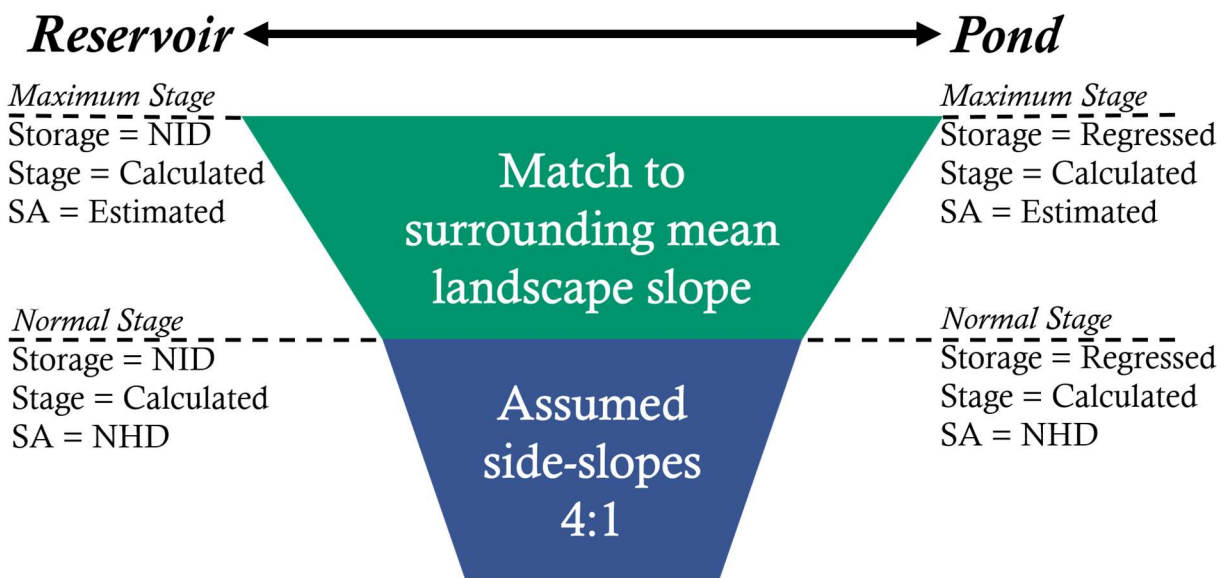 Reservoir
Pond
Maximum Stage
Storage = NID
Stage = Calculated
SA = Estimated
Maximum Stage
Storage = Regressed
Stage = Calculated
SA = Estimated
Match to
surrounding mean
landscape slope
Normal Stage
Storage = NID
Stage = Calculated
SA = NHD
Normal Stage
Storage = Regressed
Stage = Calculated
SA = NHD
Assumed
side-slopes
4:1